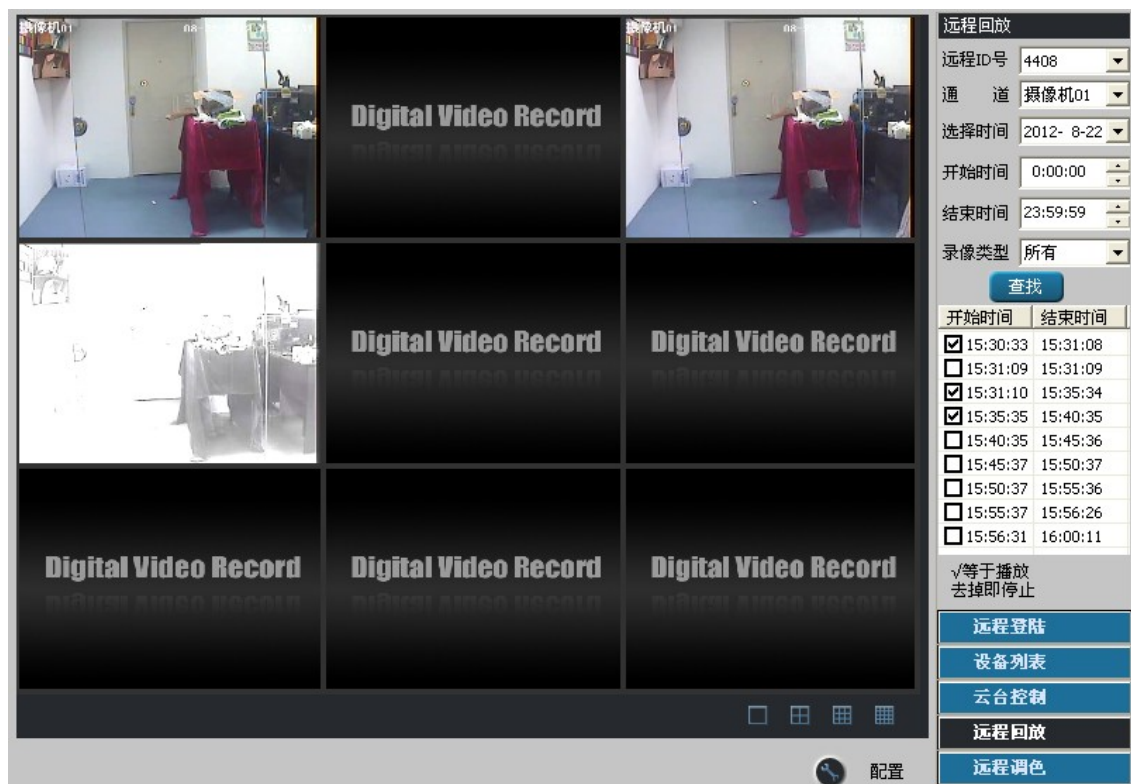 摄像机01
Digital Video Record
摄像机01
Digital Video Record
Digital Video Record
Digital Video Record
Digital Video Record
Digital Video Record
配置
远程回放
远程ID号 4408
通 道 摄像机01
选择时间 2012- 8-22
开始时间 0:00:00
结束时间 23:59:59
录像类型 所有
查找
开始时间 结束时间
15:30:33 15:31:08
15:31:09 15:31:09
15:31:10 15:35:34
15:35:35 15:40:35
15:40:35 15:45:36
15:45:37 15:50:37
15:50:37 15:55:36
15:55:37 15:56:26
15:56:31 16:00:11
√等于播放
去掉即停止
远程登陆
设备列表
云台控制
远程回放
远程调色